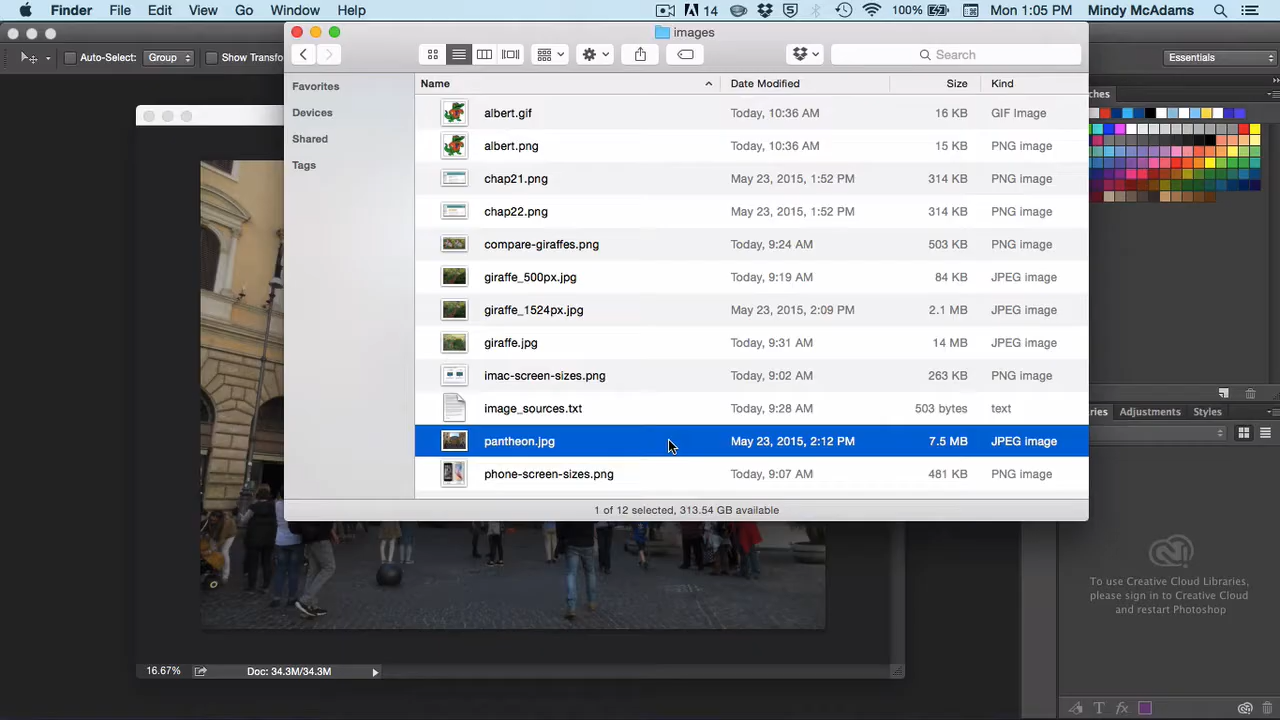 Finder File Edit View Go Window Help 14 5 100% Mon 1:05 PM Mindy McAdams
images
Auto-Select: Group Show Transfo Search Essentials
Favorites
Devices
Shared
Tags
Name Date Modified Size Kind
albert.gif Today, 10:36 AM 16 KB GIF Image
albert.png Today, 10:36 AM 15 KB PNG image
chap21.png May 23, 2015, 1:52 PM 314 KB PNG image
chap22.png May 23, 2015, 1:52 PM 314 KB PNG image
compare-giraffes.png Today, 9:24 AM 503 KB PNG image
giraffe_500px.jpg Today, 9:19 AM 84 KB JPEG image
giraffe_1524px.jpg May 23, 2015, 2:09 PM 2.1 MB JPEG image
giraffe.jpg Today, 9:31 AM 14 MB JPEG image
imac-screen-sizes.png Today, 9:02 AM 263 KB PNG image
image_sources.txt Today, 9:28 AM 503 bytes text
pantheon.jpg May 23, 2015, 2:12 PM 7.5 MB JPEG image
phone-screen-sizes.png Today, 9:07 AM 481 KB PNG image
1 of 12 selected, 313.54 GB available
ches
ries Adjustments Styles
To use Creative Cloud Libraries,
please sign in to Creative Cloud
and restart Photoshop
16.67% Doc: 34.3M/34.3M
T fx